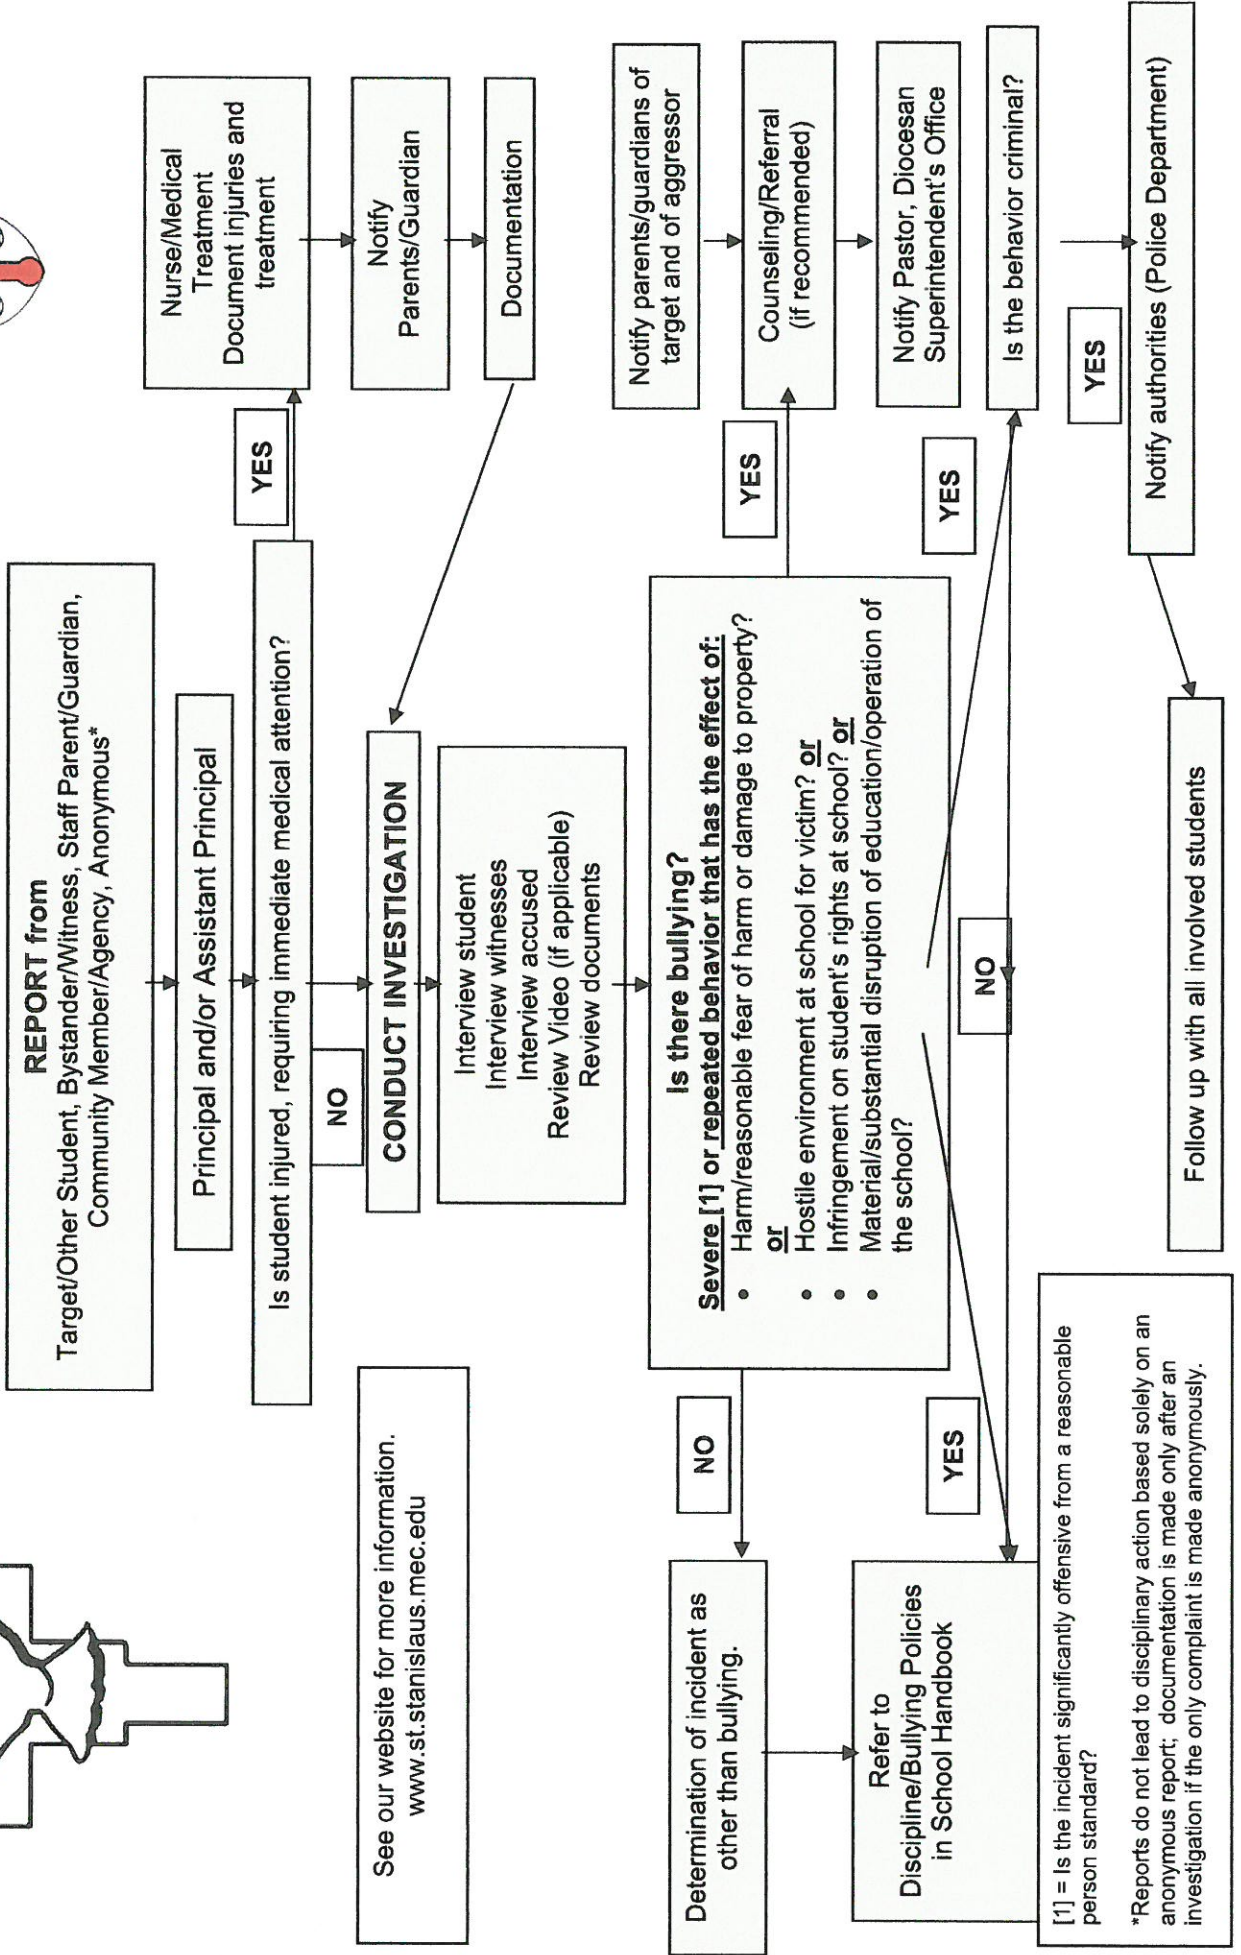 REPORT from
Target/Other Student, Bystander/Witness, Staff Parent/Guardian,
Community Member/Agency, Anonymous*
Principal and/or Assistant Principal
Is student injured, requiring immediate medical attention?
YES
Nurse/Medical
Treatment
Document injuries and
treatment
Notify
Parents/Guardian
Documentation
NO
CONDUCT INVESTIGATION
See our website for more information.
www.st.stanislaus.mec.edu
Interview student
Interview witnesses
Interview accused
Review Video (if applicable)
Review documents
Is there bullying?
Severe [1] or repeated behavior that has the effect of:
• Harm/reasonable fear of harm or damage to property?
or
• Hostile environment at school for victim? or
• Infringement on student's rights at school? or
• Material/substantial disruption of education/operation of
the school?
YES
Notify parents/guardians of
target and of aggressor
Counseling/Referral
(if recommended)
Notify Pastor, Diocesan
Superintendent's Office
NO
Determination of incident as
other than bullying.
YES
Refer to
Discipline/Bullying Policies
in School Handbook
YES
Is the behavior criminal?
NO
YES
Notify authorities (Police Department)
Follow up with all involved students
[1] = Is the incident significantly offensive from a reasonable
person standard?
*Reports do not lead to disciplinary action based solely on an
anonymous report; documentation is made only after an
investigation if the only complaint is made anonymously.